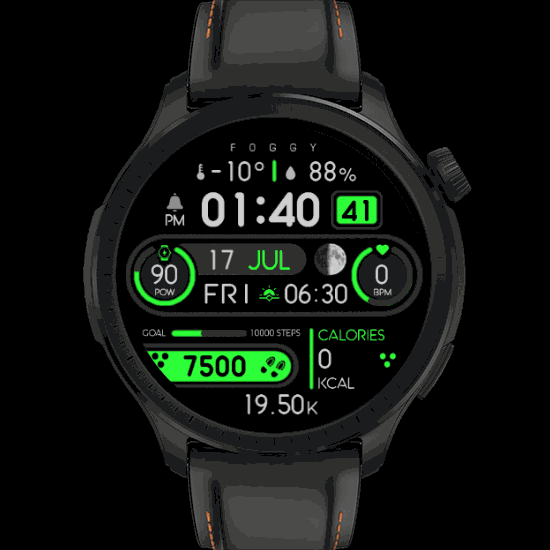 FOGGY
-10° 88%
PM 01:40 41
17 JUL
90 POW
0 BPM
FRI 06:30
GOAL 10000 STEPS
7500
CALORIES
0
KCAL
19.50K